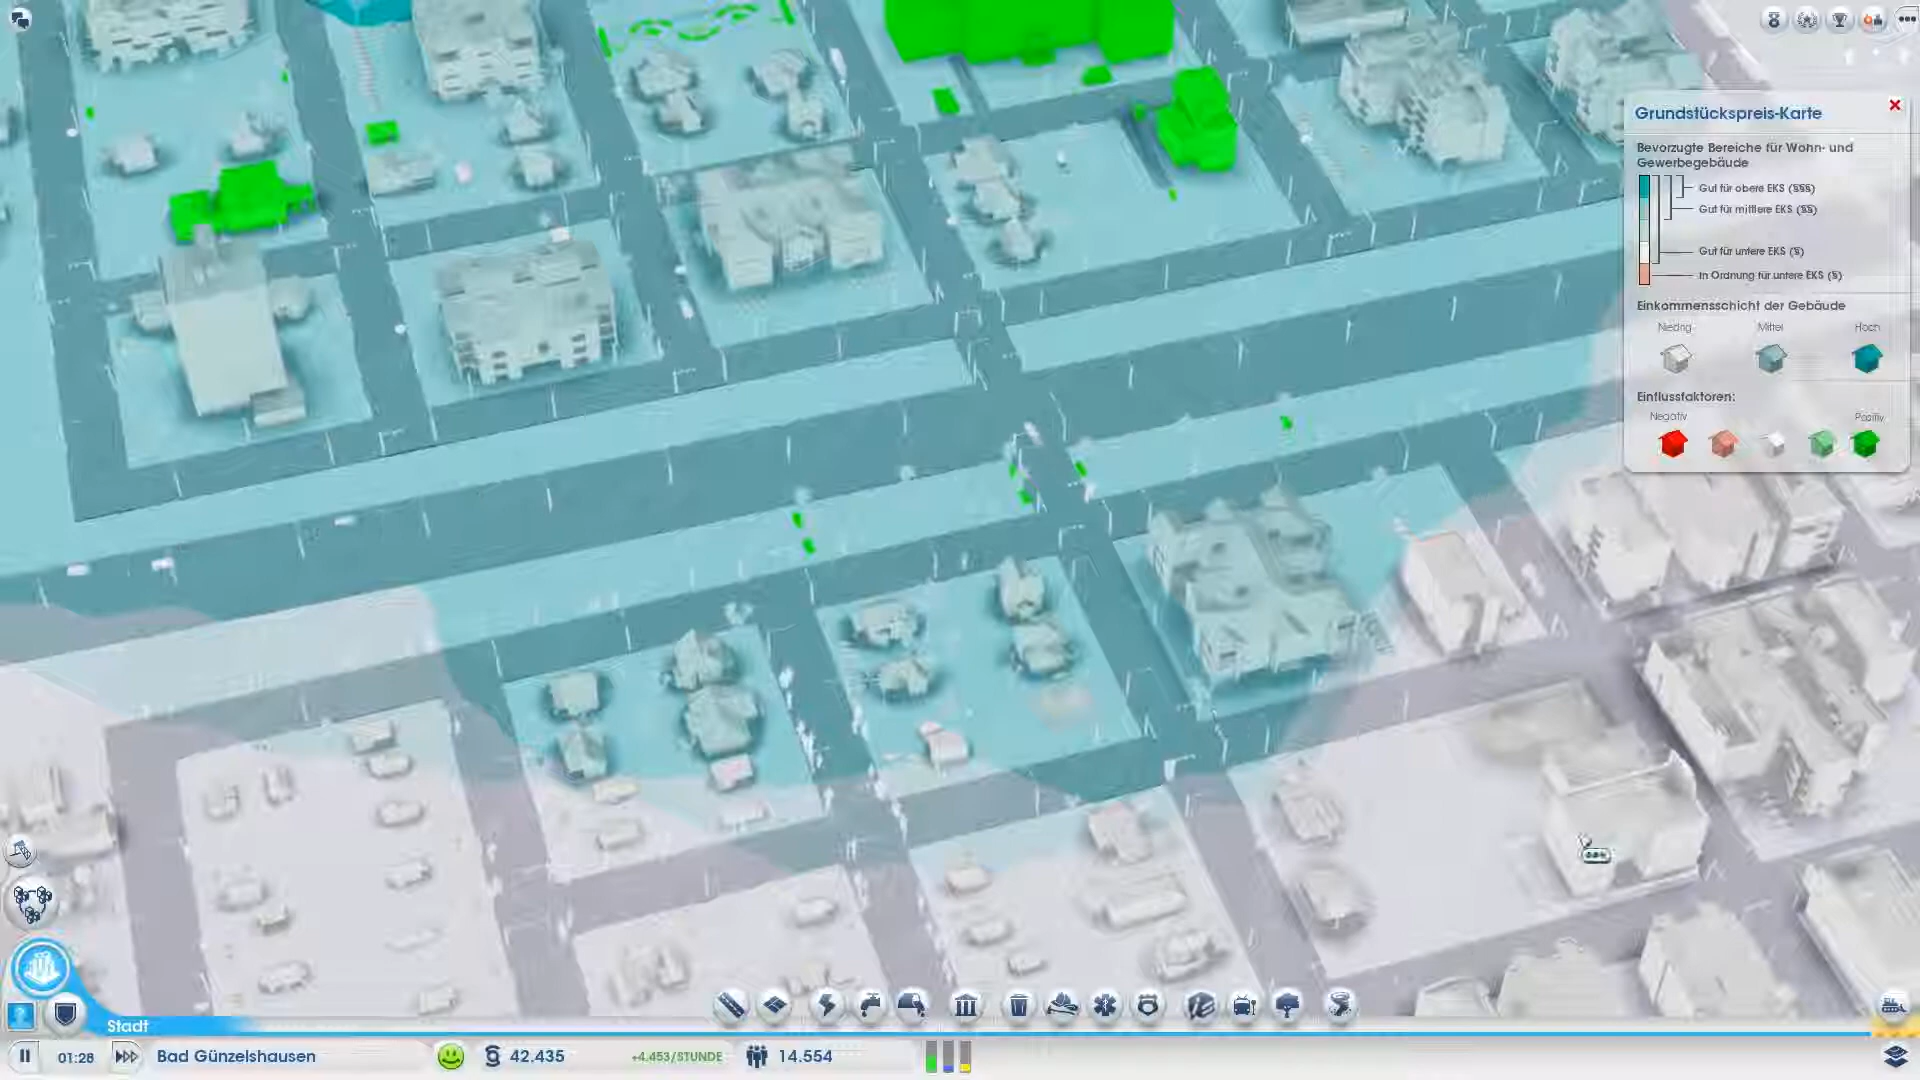 Grundstückspreis-Karte
Bevorzugte Bereiche für Wohn- und
Gewerbegebäude
Gut für obere EKS (§§§)
Gut für mittlere EKS (§§)
Gut für untere EKS (§)
In Ordnung für untere EKS (§)
Einkommensschicht der Gebäude
Niedrig Mittel Hoch
Einflussfaktoren:
Negativ Positiv
Stadt
01:28 Bad Günzelshausen 42.435 +4.453/STUNDE 14.554